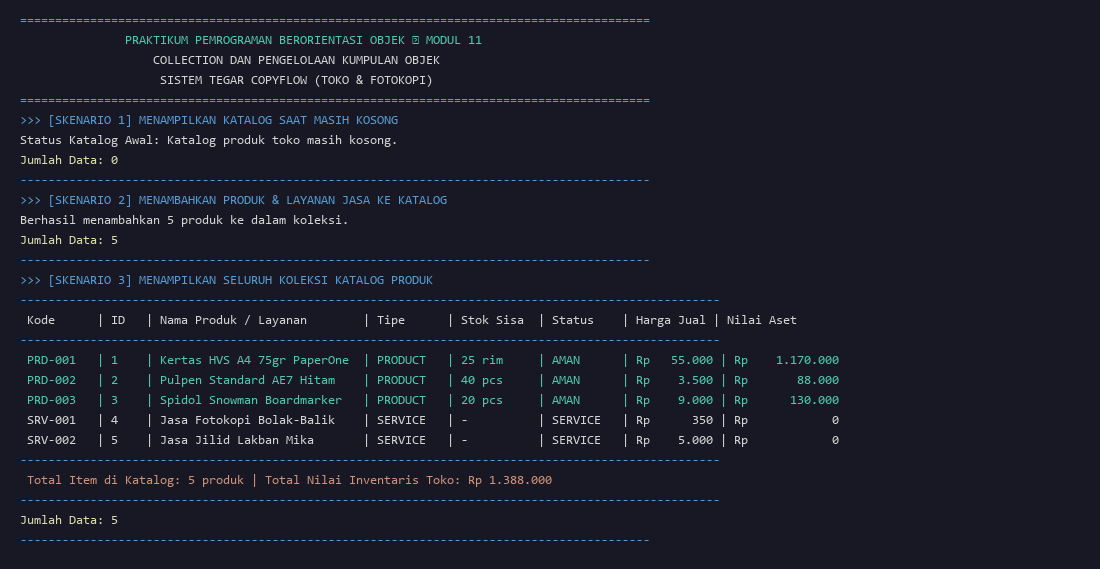 ==========================================================================================
PRAKTIKUM PEMROGRAMAN BERORIENTASI OBJEK ▯ MODUL 11
COLLECTION DAN PENGELOLAAN KUMPULAN OBJEK
SISTEM TEGAR COPYFLOW (TOKO & FOTOKOPI)
==========================================================================================
>>> [SKENARIO 1] MENAMPILKAN KATALOG SAAT MASIH KOSONG
Status Katalog Awal: Katalog produk toko masih kosong.
Jumlah Data: 0
------------------------------------------------------------------------------------------
>>> [SKENARIO 2] MENAMBAHKAN PRODUK & LAYANAN JASA KE KATALOG
Berhasil menambahkan 5 produk ke dalam koleksi.
Jumlah Data: 5
------------------------------------------------------------------------------------------
>>> [SKENARIO 3] MENAMPILKAN SELURUH KOLEKSI KATALOG PRODUK
----------------------------------------------------------------------------------------------------
Kode      | ID   | Nama Produk / Layanan        | Tipe      | Stok Sisa  | Status    | Harga Jual | Nilai Aset
----------------------------------------------------------------------------------------------------
PRD-001   | 1    | Kertas HVS A4 75gr PaperOne  | PRODUCT   | 25 rim     | AMAN      | Rp   55.000 | Rp    1.170.000
PRD-002   | 2    | Pulpen Standard AE7 Hitam    | PRODUCT   | 40 pcs     | AMAN      | Rp    3.500 | Rp       88.000
PRD-003   | 3    | Spidol Snowman Boardmarker   | PRODUCT   | 20 pcs     | AMAN      | Rp    9.000 | Rp      130.000
SRV-001   | 4    | Jasa Fotokopi Bolak-Balik    | SERVICE   | -          | SERVICE   | Rp      350 | Rp            0
SRV-002   | 5    | Jasa Jilid Lakban Mika       | SERVICE   | -          | SERVICE   | Rp    5.000 | Rp            0
----------------------------------------------------------------------------------------------------
Total Item di Katalog: 5 produk | Total Nilai Inventaris Toko: Rp 1.388.000
----------------------------------------------------------------------------------------------------
Jumlah Data: 5
------------------------------------------------------------------------------------------